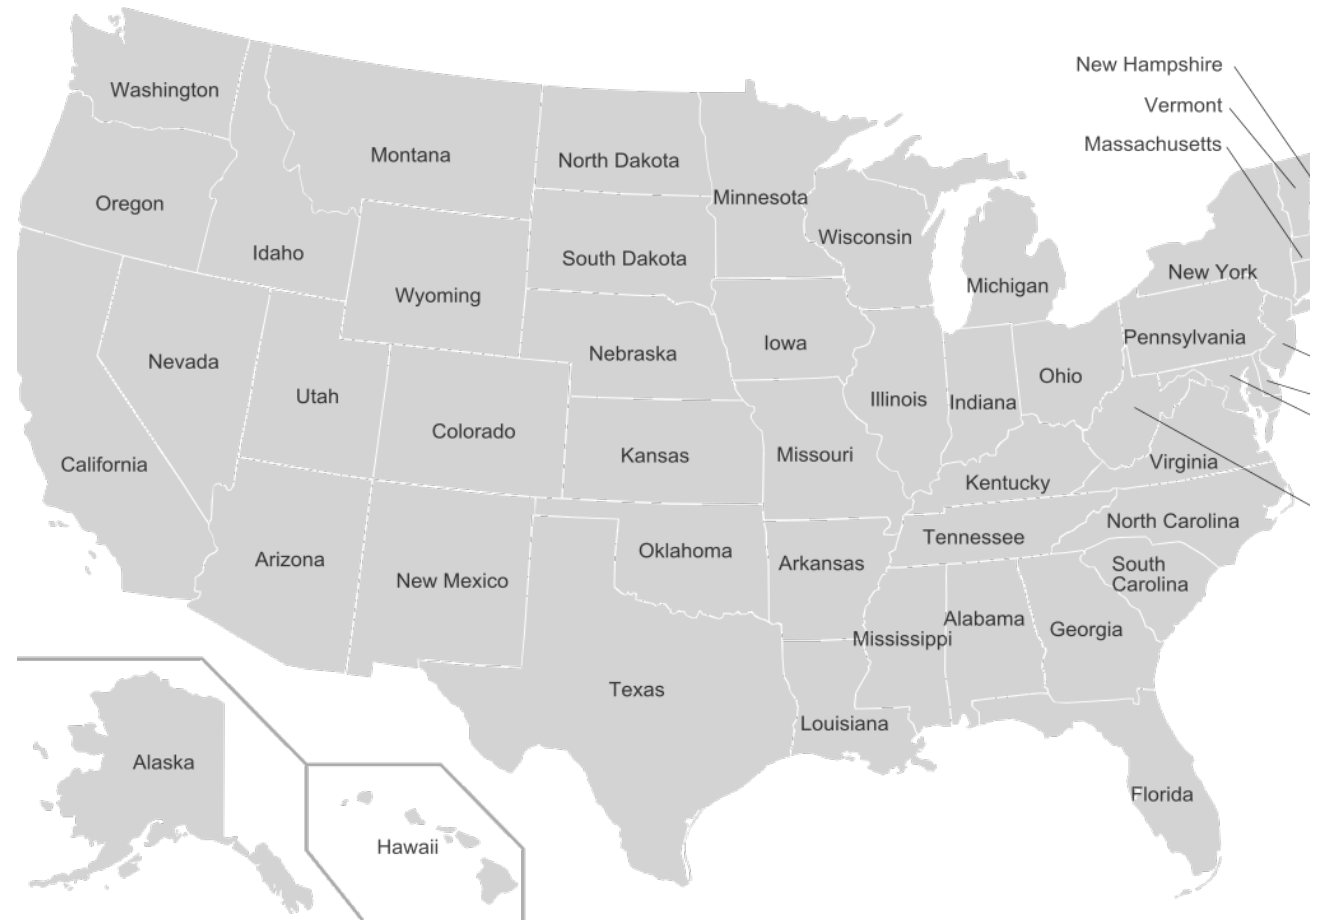 New Hampshire
Vermont
Massachusetts
Washington
Montana
North Dakota
Minnesota
Oregon
Wisconsin
Idaho
South Dakota
New York
Michigan
Wyoming
Pennsylvania
Iowa
Nebraska
Nevada
Ohio
Utah
Illinois
Indiana
Colorado
Missouri
Kansas
Virginia
California
Kentucky
North Carolina
Tennessee
Oklahoma
Arizona
Arkansas
South
Carolina
New Mexico
Alabama
Georgia
Mississippi
Texas
Louisiana
Alaska
Florida
Hawaii